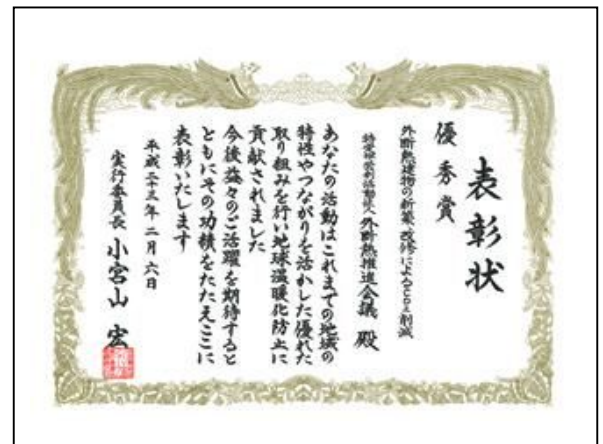 表彰状
優秀賞
外断熱建物の新築・改修によるCO2削減
特定非営利活動法人 外断熱推進会議 殿
あなたの活動はこれまでの地域の
特性やつながりを活かした優れた
取り組みを行い地球温暖化防止に
貢献されました
今後益々のご活躍を期待すると
ともにその功績をたたえここに
表彰いたします
平成二十三年 二月六日
実行委員長 小宮山 宏